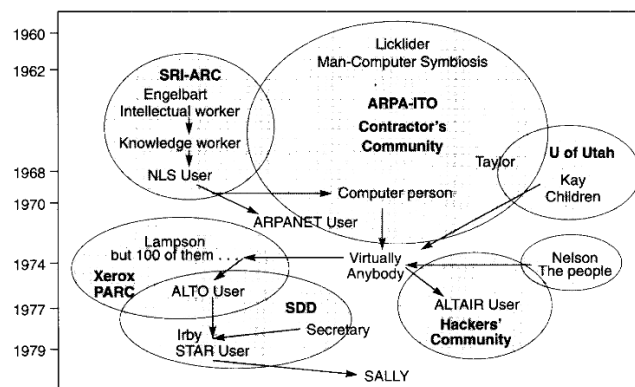 1960
1962
1968
1970
1974
1977
1979
Licklider
Man-Computer Symbiosis
SRI-ARC
Engelbart
Intellectual worker
Knowledge worker
NLS User
ARPA-ITO
Contractor's
Community
Taylor
U of Utah
Kay
Children
Computer person
ARPANET User
Lampson
but 100 of them . . . .
Xerox
PARC
ALTO User
Virtually
Anybody
Nelson
The people
SDD
Irby
STAR User
Secretary
ALTAIR User
Hackers'
Community
SALLY